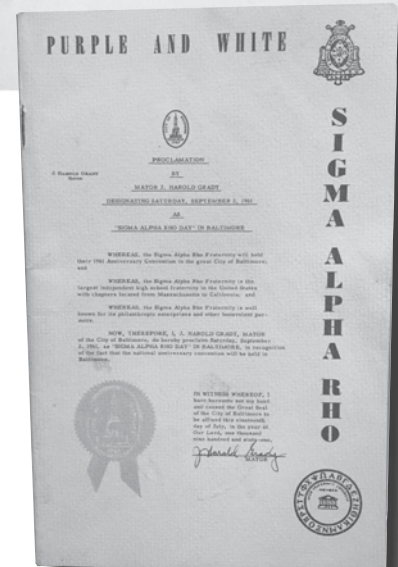 PURPLE AND WHITE
SIGMA ALPHA RHO
J. HAROLD GRADY
PROCLAMATION
BY
MAYOR J. HAROLD GRADY
DESIGNATING SATURDAY, SEPTEMBER 2, 1961
AS
"SIGMA ALPHA RHO DAY" IN BALTIMORE
WHEREAS, the Sigma Alpha Rho Fraternity will hold
their 1961 Anniversary Convention in the great City of Baltimore;
and
WHEREAS, the Sigma Alpha Rho Fraternity is the
largest independent high school fraternity in the United States
with chapters located from Massachusetts to California; and
WHEREAS, the Sigma Alpha Rho Fraternity is well
known for its philanthropic enterprises and other benevolent pur-
NOW, THEREFORE, I, J. HAROLD GRADY, MAYOR
of the City of Baltimore, do hereby proclaim Saturday, September
2, 1961, as "SIGMA ALPHA RHO DAY" IN BALTIMORE, in recognition
of the fact that the national anniversary convention will be held in
Baltimore.
IN WITNESS WHEREOF, I
have hereunto set my hand
and caused the Great Seal
of the City of Baltimore to
be affixed this nineteenth
day of July, in the year of
Our Lord, one thousand
nine hundred and sixty-one.
J. Harold Grady
MAYOR